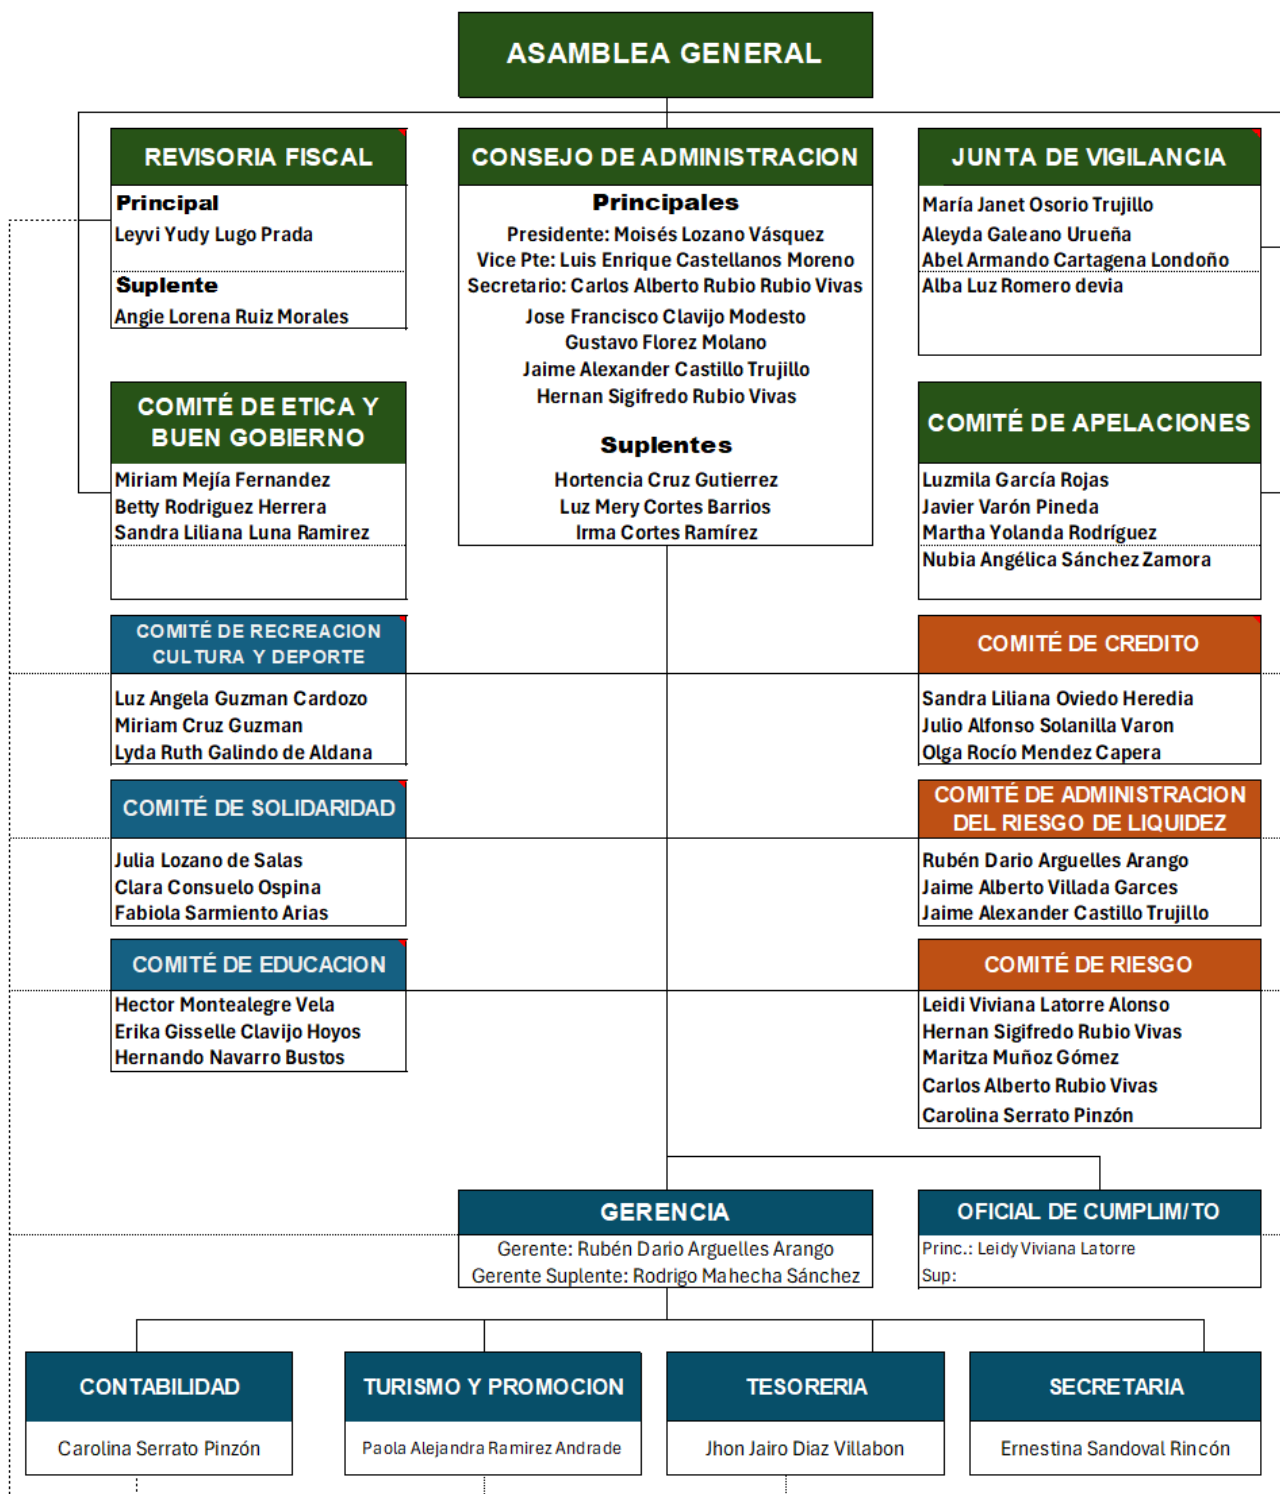 ASAMBLEA GENERAL
REVISORIA FISCAL
Principal
Leyvi Yudy Lugo Prada
Suplente
Angie Lorena Ruiz Morales
CONSEJO DE ADMINISTRACION
Principales
Presidente: Moisés Lozano Vásquez
Vice Pte: Luis Enrique Castellanos Moreno
Secretario: Carlos Alberto Rubio Rubio Vivas
Jose Francisco Clavijo Modesto
Gustavo Florez Molano
Jaime Alexander Castillo Trujillo
Hernan Sigifredo Rubio Vivas
Suplentes
Hortencia Cruz Gutierrez
Luz Mery Cortes Barrios
Irma Cortes Ramírez
JUNTA DE VIGILANCIA
María Janet Osorio Trujillo
Aleyda Galeano Urueña
Abel Armando Cartagena Londoño
Alba Luz Romero devia
COMITÉ DE ETICA Y
BUEN GOBIERNO
Miriam Mejía Fernandez
Betty Rodriguez Herrera
Sandra Liliana Luna Ramirez
COMITÉ DE APELACIONES
Luzmila García Rojas
Javier Varón Pineda
Martha Yolanda Rodríguez
Nubia Angélica Sánchez Zamora
COMITÉ DE RECREACION
CULTURA Y DEPORTE
Luz Angela Guzman Cardozo
Miriam Cruz Guzman
Lyda Ruth Galindo de Aldana
COMITÉ DE CREDITO
Sandra Liliana Oviedo Heredia
Julio Alfonso Solanilla Varon
Olga Rocío Mendez Capera
COMITÉ DE SOLIDARIDAD
Julia Lozano de Salas
Clara Consuelo Ospina
Fabiola Sarmiento Arias
COMITÉ DE ADMINISTRACION
DEL RIESGO DE LIQUIDEZ
Rubén Dario Arguelles Arango
Jaime Alberto Villada Garces
Jaime Alexander Castillo Trujillo
COMITÉ DE EDUCACION
Hector Montealegre Vela
Erika Gisselle Clavijo Hoyos
Hernando Navarro Bustos
COMITÉ DE RIESGO
Leidi Viviana Latorre Alonso
Hernan Sigifredo Rubio Vivas
Maritza Muñoz Gómez
Carlos Alberto Rubio Vivas
Carolina Serrato Pinzón
GERENCIA
Gerente: Rubén Dario Arguelles Arango
Gerente Suplente: Rodrigo Mahecha Sánchez
OFICIAL DE CUMPLIM/TO
Princ.: Leidy Viviana Latorre
Sup:
CONTABILIDAD
Carolina Serrato Pinzón
TURISMO Y PROMOCION
Paola Alejandra Ramirez Andrade
TESORERIA
Jhon Jairo Diaz Villabon
SECRETARIA
Ernestina Sandoval Rincón